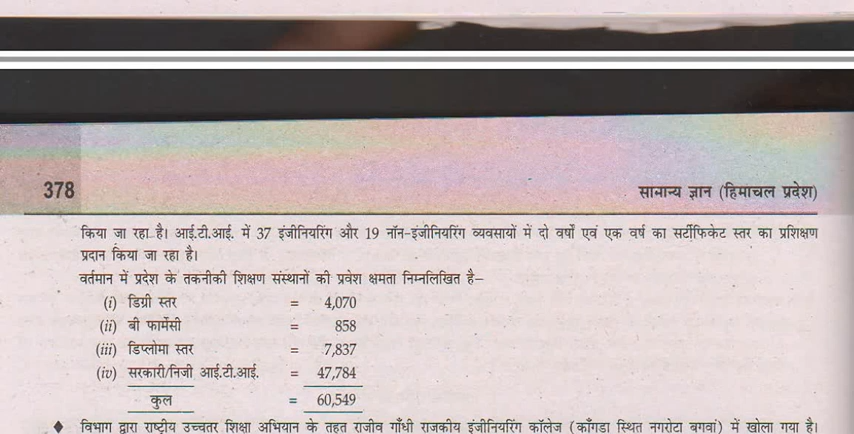 378
सामान्य ज्ञान (हिमाचल प्रदेश)
किया जा रहा है। आई.टी.आई. में 37 इंजीनियरिंग और 19 नॉन-इंजीनियरिंग व्यवसायों में दो वर्षों एवं एक वर्ष का सर्टीफिकेट स्तर का प्रशिक्षण
प्रदान किया जा रहा है।
वर्तमान में प्रदेश के तकनीकी शिक्षण संस्थानों की प्रवेश क्षमता निम्नलिखित है–
(i) डिग्री स्तर = 4,070
(ii) बी फार्मेसी = 858
(iii) डिप्लोमा स्तर = 7,837
(iv) सरकारी/निजी आई.टी.आई. = 47,784
कुल = 60,549
♦ विभाग द्वारा राष्ट्रीय उच्चतर शिक्षा अभियान के तहत राजीव गाँधी राजकीय इंजीनियरिंग कॉलेज (काँगड़ा स्थित नगरोटा बगवां) में खोला गया है।